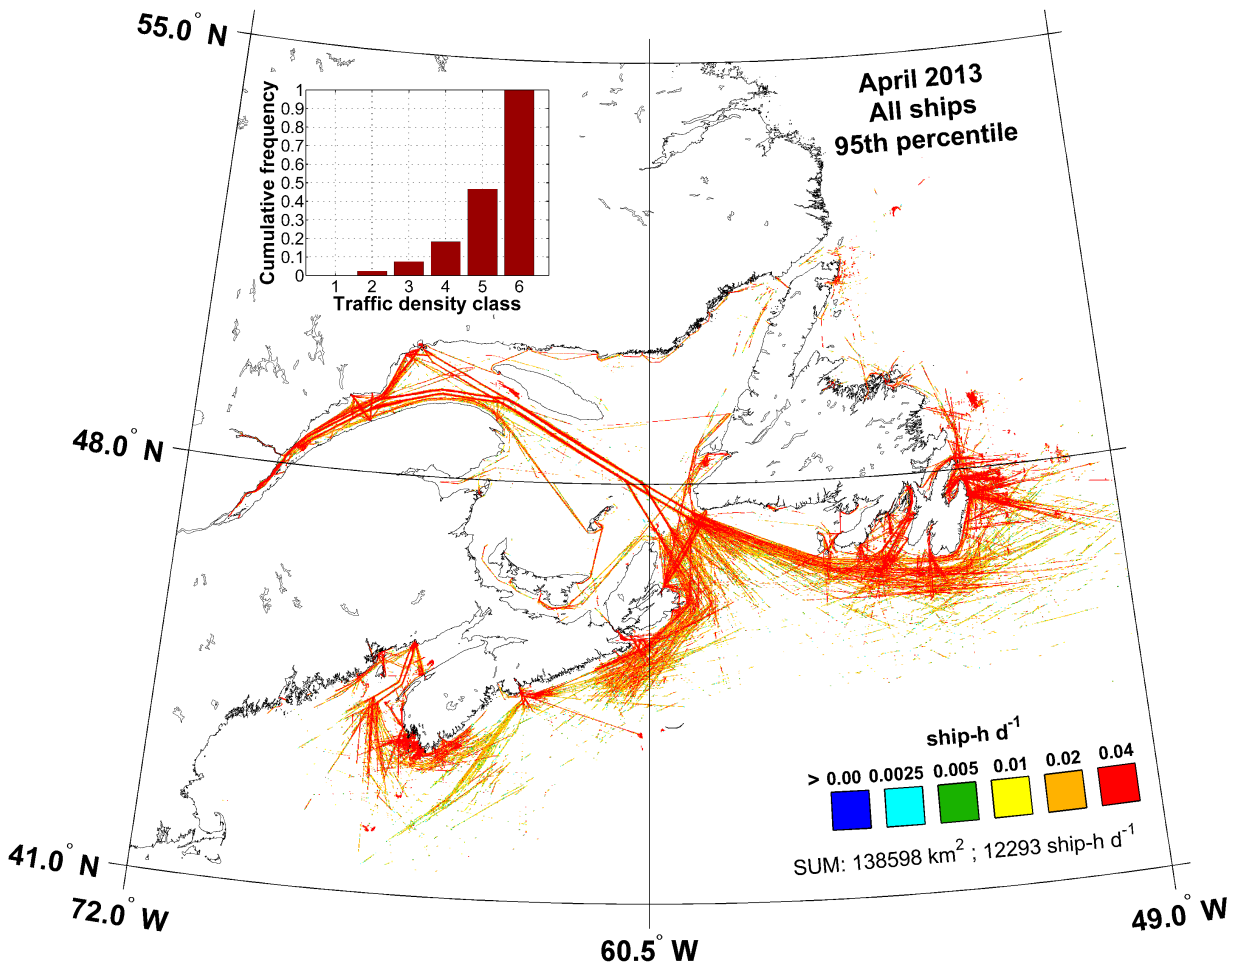 55.0° N
April 2013
All ships
95th percentile
Cumulative frequency
1
0.9
0.8
0.7
0.6
0.5
0.4
0.3
0.2
0.1
0
1 2 3 4 5 6
Traffic density class
48.0° N
ship-h d⁻¹
> 0.00 0.0025 0.005 0.01 0.02 0.04
SUM: 138598 km² ; 12293 ship-h d⁻¹
41.0° N
72.0° W
60.5° W
49.0° W